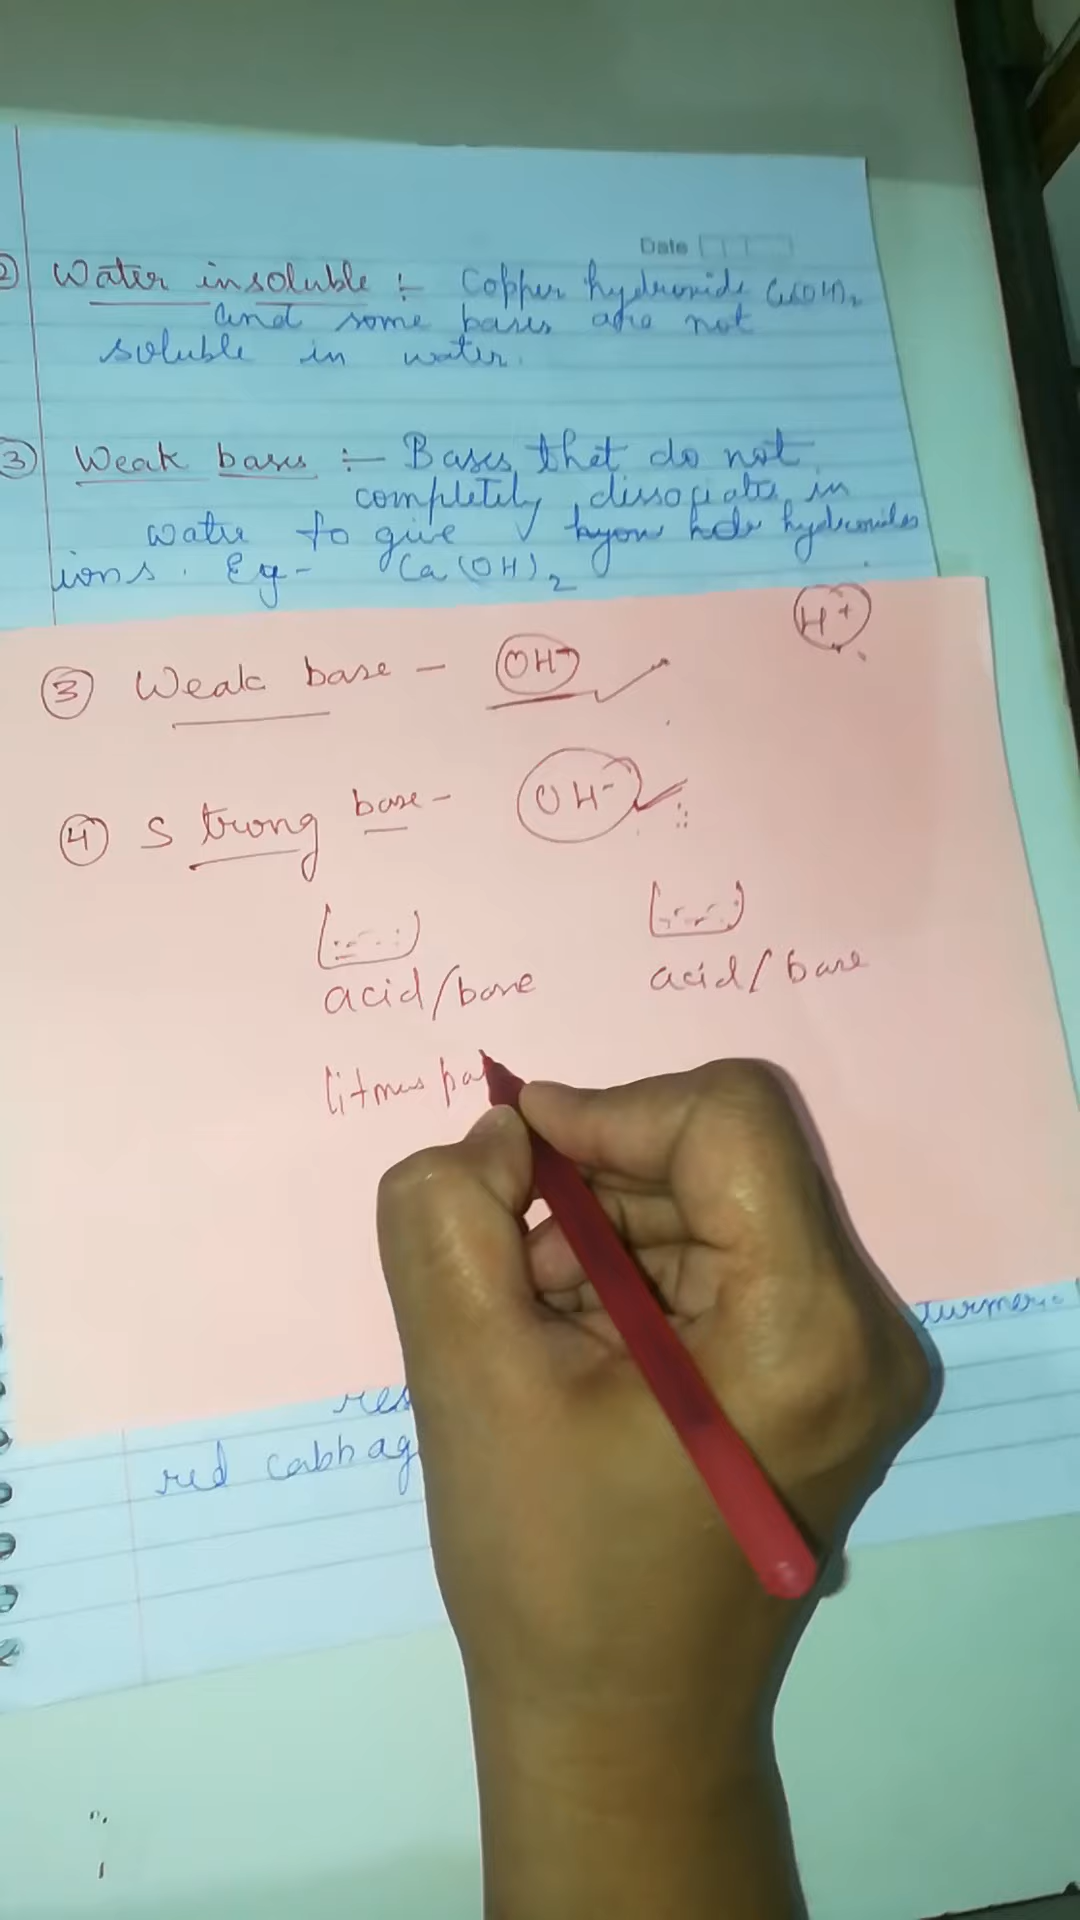 Date
② Water insoluble :- Copper hydroxide Cu(OH)₂
and some bases are not
soluble in water.
③ Weak bases :- Bases that do not
completely dissociate in
water to give hydroxides
ions. Eg- Ca(OH)₂
H⁺
③ Weak base - OH⁻
④ Strong base - OH⁻
acid/base acid/base
litmus pa
turmeric
res
red cabbag